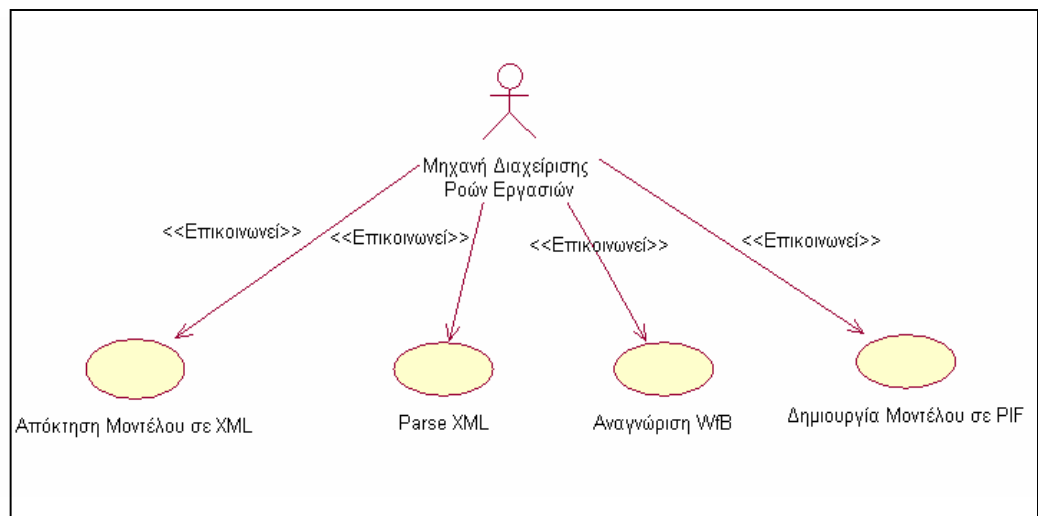 Μηχανή Διαχείρισης
Ροών Εργασιών
<<Επικοινωνεί>>
<<Επικοινωνεί>>
<<Επικοινωνεί>>
<<Επικοινωνεί>>
Απόκτηση Μοντέλου σε XML
Parse XML
Αναγνώριση WfB
Δημιουργία Μοντέλου σε PIF